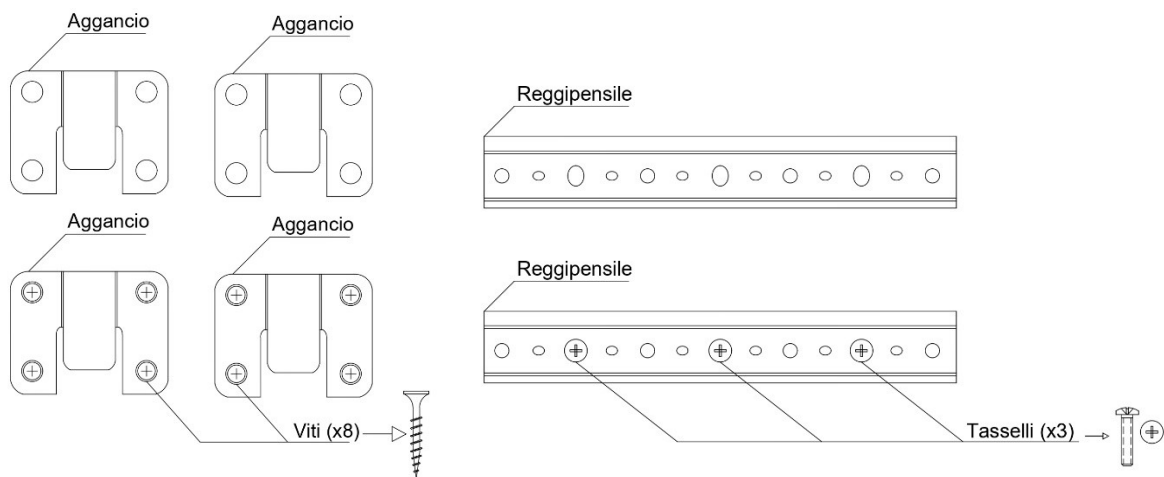 Aggancio
Aggancio
Reggipensile
Aggancio
Aggancio
Reggipensile
Viti (x8)
Tasselli (x3)